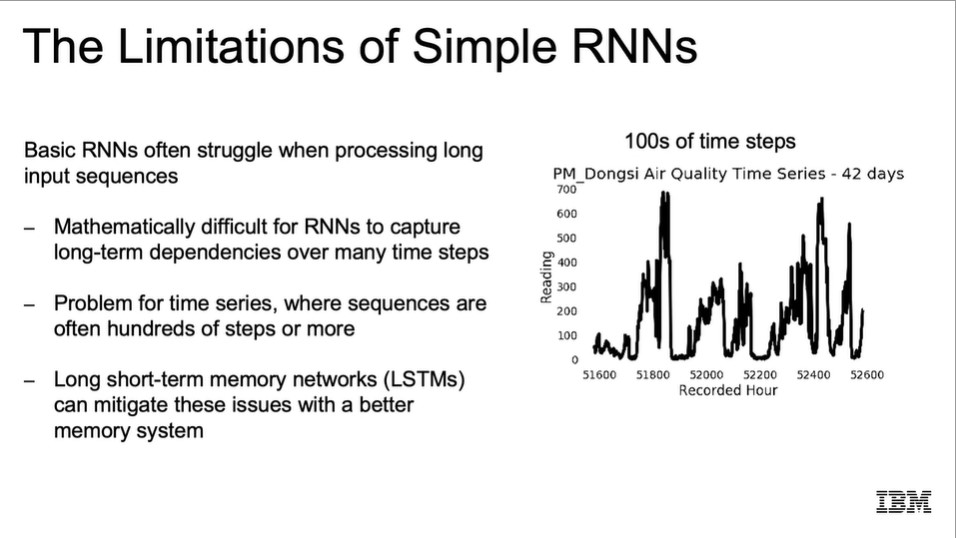 The Limitations of Simple RNNs
Basic RNNs often struggle when processing long
input sequences
– Mathematically difficult for RNNs to capture
long-term dependencies over many time steps
– Problem for time series, where sequences are
often hundreds of steps or more
– Long short-term memory networks (LSTMs)
can mitigate these issues with a better
memory system
100s of time steps
PM_Dongsi Air Quality Time Series - 42 days
700
600
500
400
300
200
100
0
Reading
51600 51800 52000 52200 52400 52600
Recorded Hour
IBM